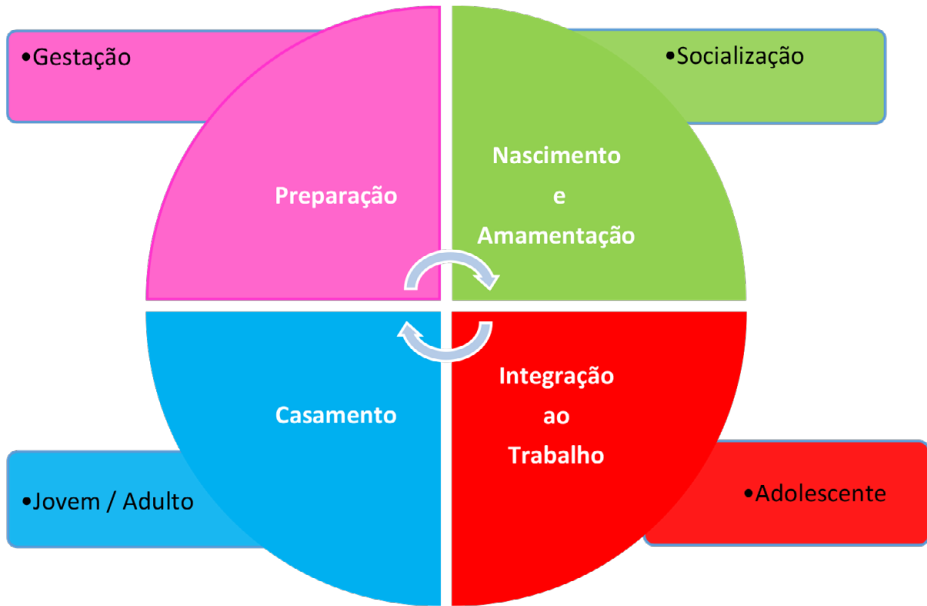 •Gestação
•Socialização
Preparação
Nascimento
e
Amamentação
Casamento
Integração
ao
Trabalho
•Jovem / Adulto
•Adolescente